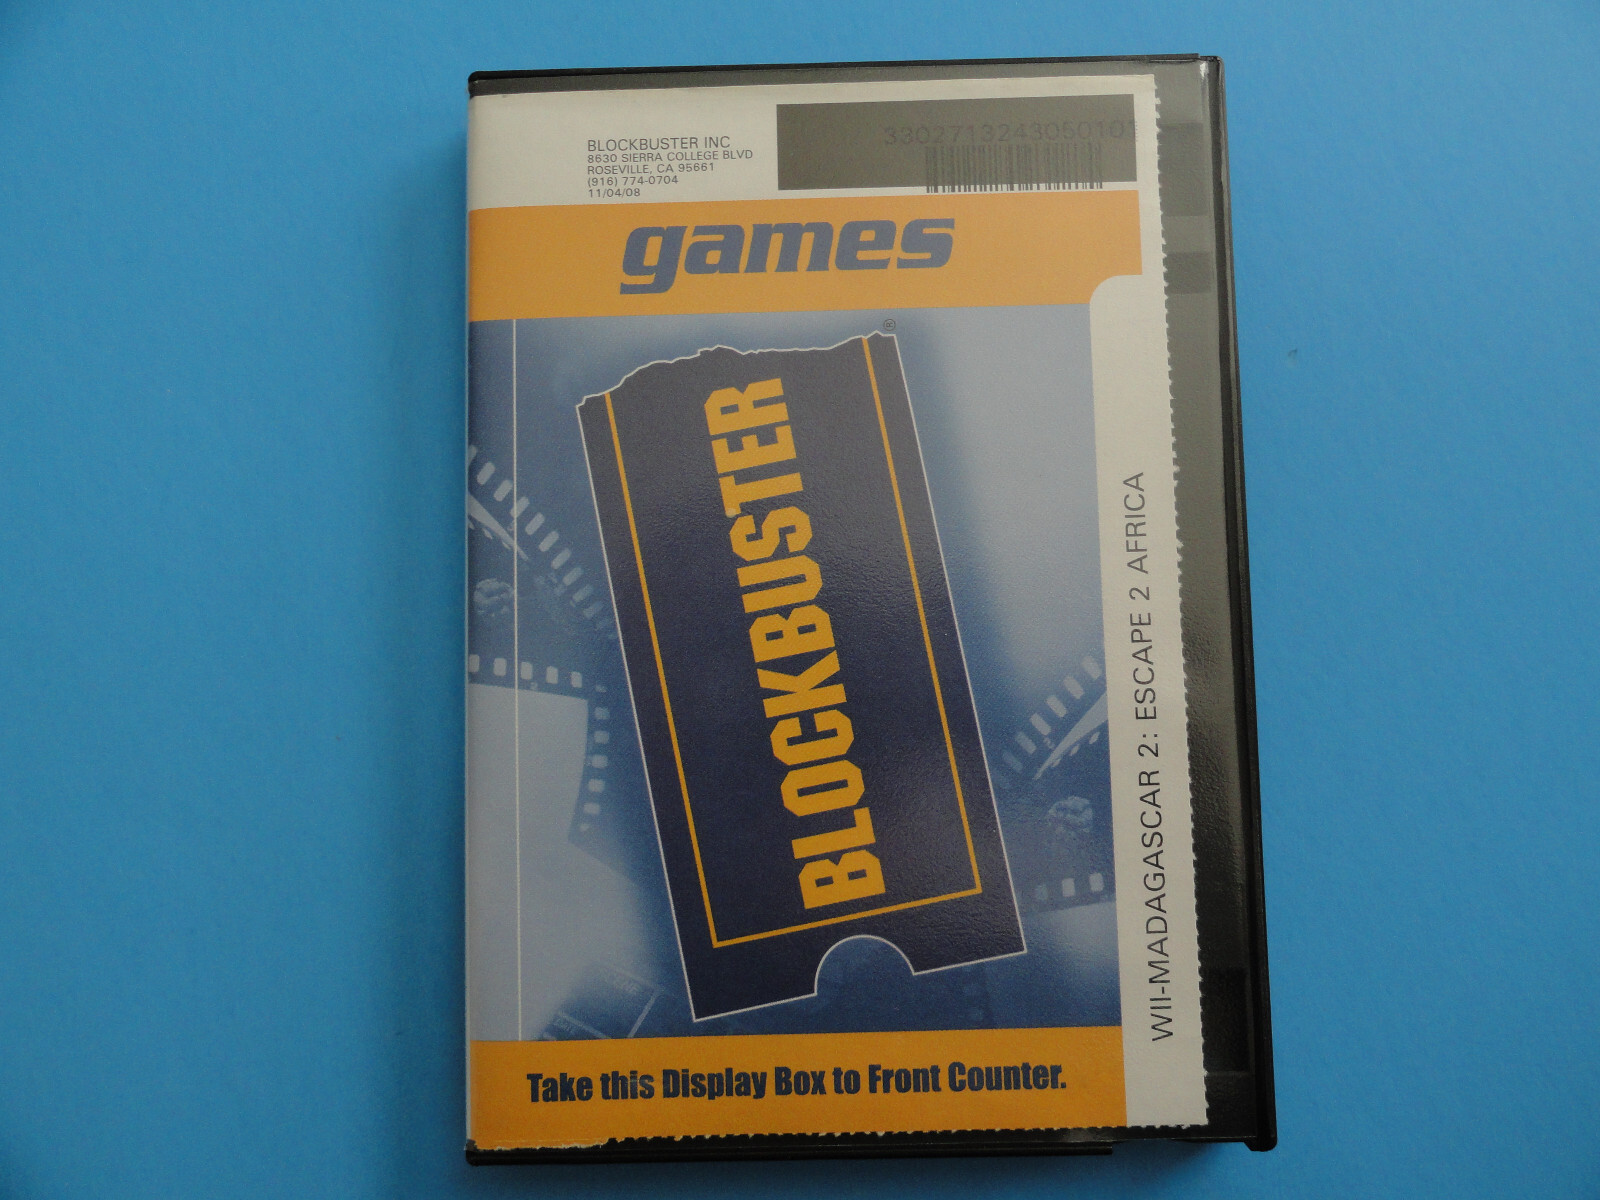 BLOCKBUSTER INC
8630 SIERRA COLLEGE BLVD
ROSEVILLE, CA 95661
(916) 774-0704
11/04/08
3302713243050101
games
®
BLOCKBUSTER
WII-MADAGASCAR 2: ESCAPE 2 AFRICA
Take this Display Box to Front Counter.